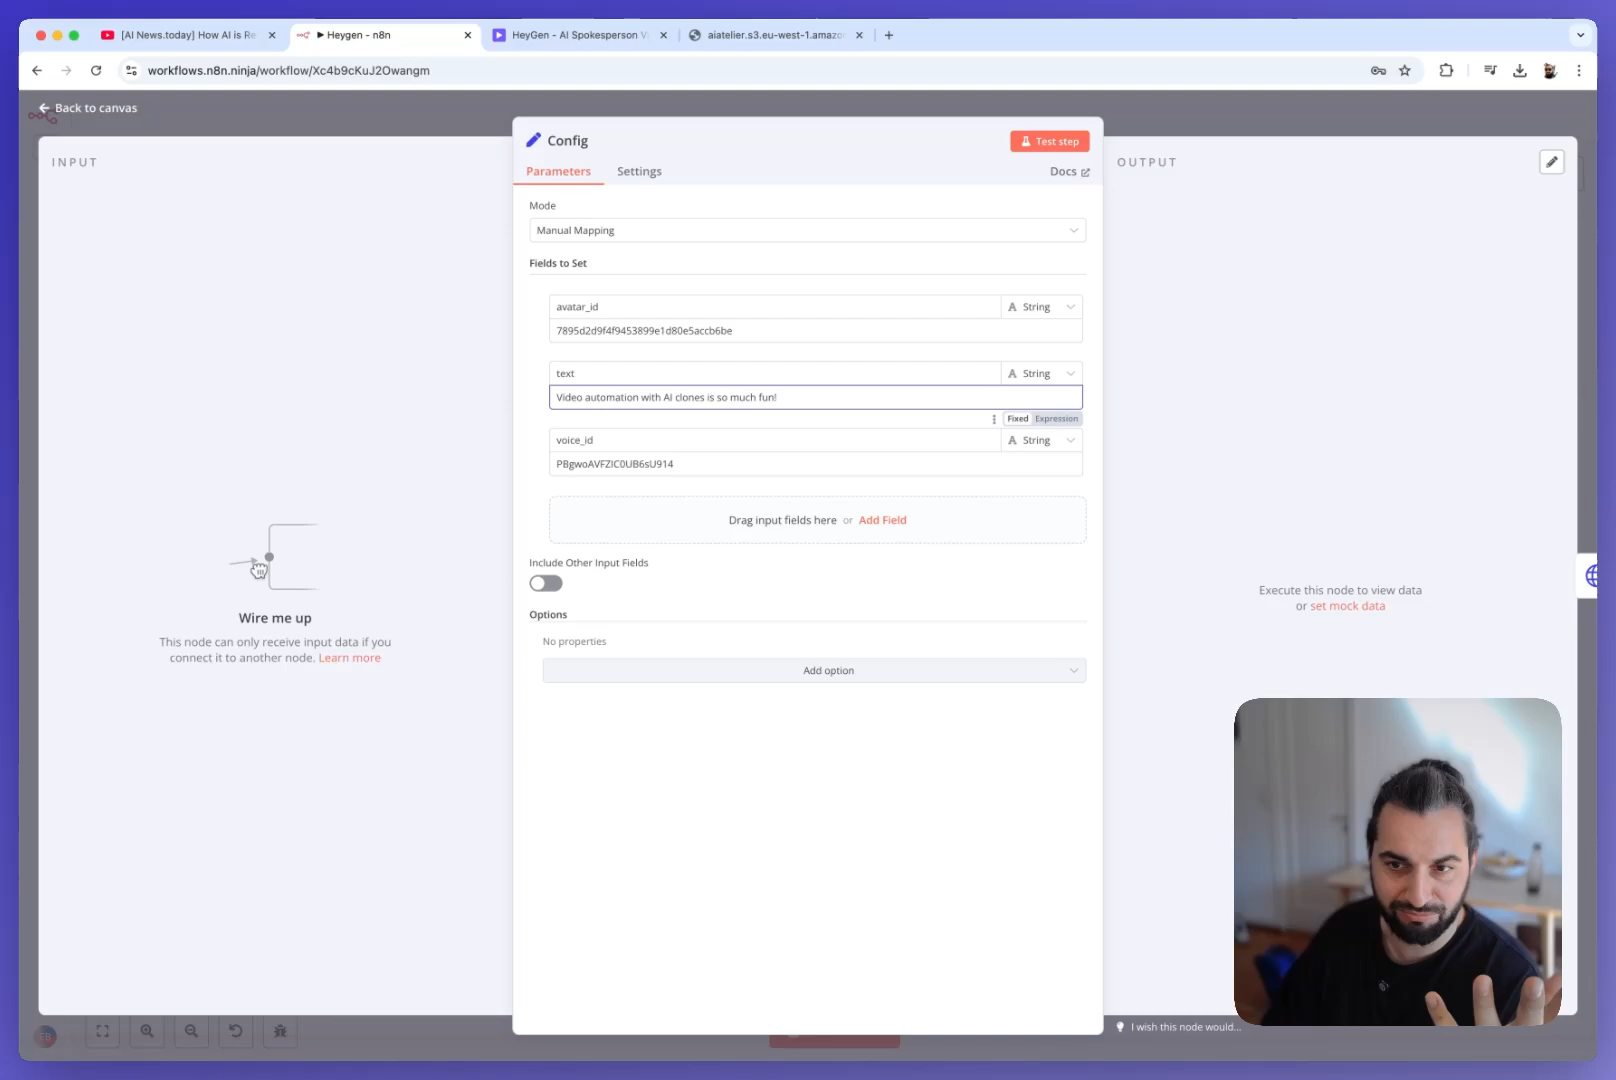 [AI News.today] How AI is Re
Heygen - n8n
HeyGen - AI Spokesperson V
aiatelier.s3.eu-west-1.amazo
workflows.n8n.ninja/workflow/Xc4b9cKuJ2Owangm
Back to canvas
INPUT
Config
Test step
OUTPUT
Parameters
Settings
Docs
Mode
Manual Mapping
Fields to Set
avatar_id
String
7895d2d9f4f9453899e1d80e5accb6be
text
String
Video automation with AI clones is so much fun!
Fixed
Expression
voice_id
String
PBgwoAVFZIC0UB6sU914
Drag input fields here or Add Field
Include Other Input Fields
Wire me up
This node can only receive input data if you
connect it to another node. Learn more
Execute this node to view data
or set mock data
Options
No properties
Add option
I wish this node would...